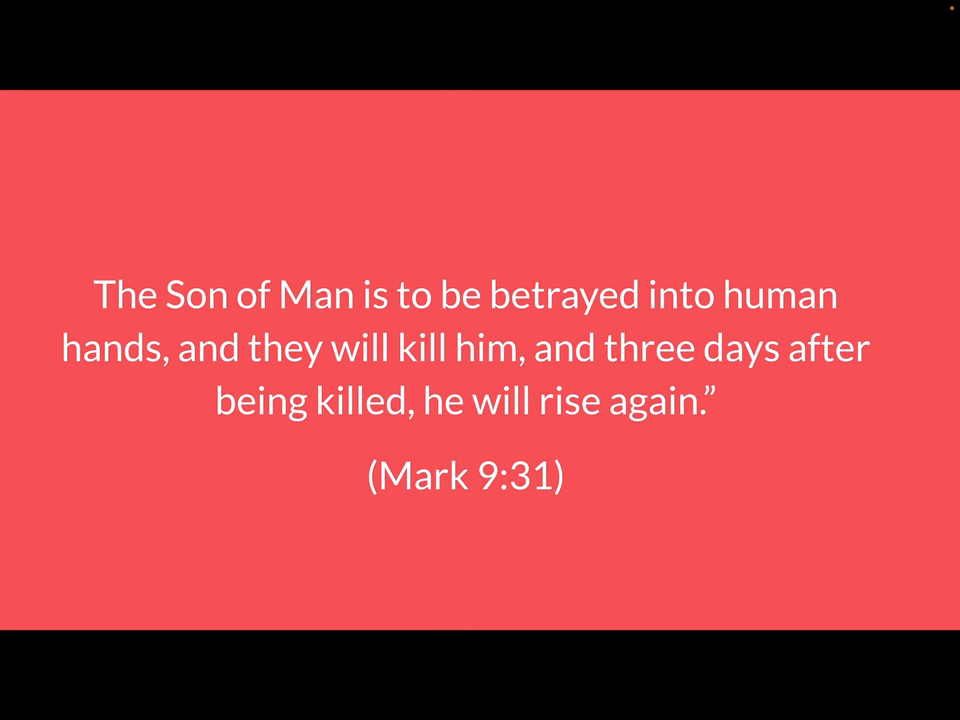 The Son of Man is to be betrayed into human
hands, and they will kill him, and three days after
being killed, he will rise again.”
(Mark 9:31)